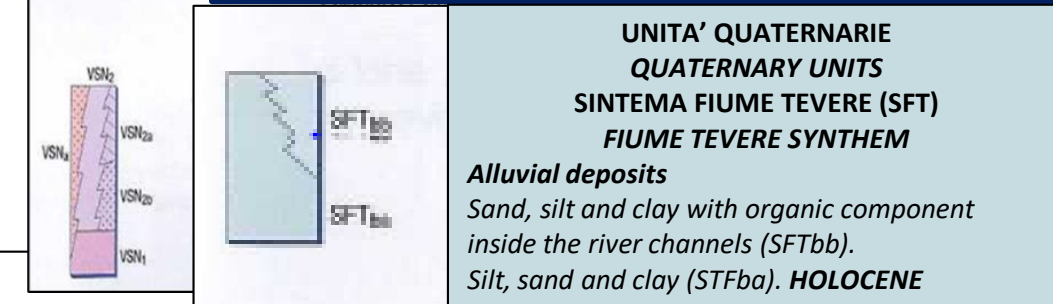 VSN2
VSNa
VSN2a
VSN2b
VSN1
SFTbb
SFTba
UNITA’ QUATERNARIE
QUATERNARY UNITS
SINTEMA FIUME TEVERE (SFT)
FIUME TEVERE SYNTHEM
Alluvial deposits
Sand, silt and clay with organic component
inside the river channels (SFTbb).
Silt, sand and clay (STFba). HOLOCENE